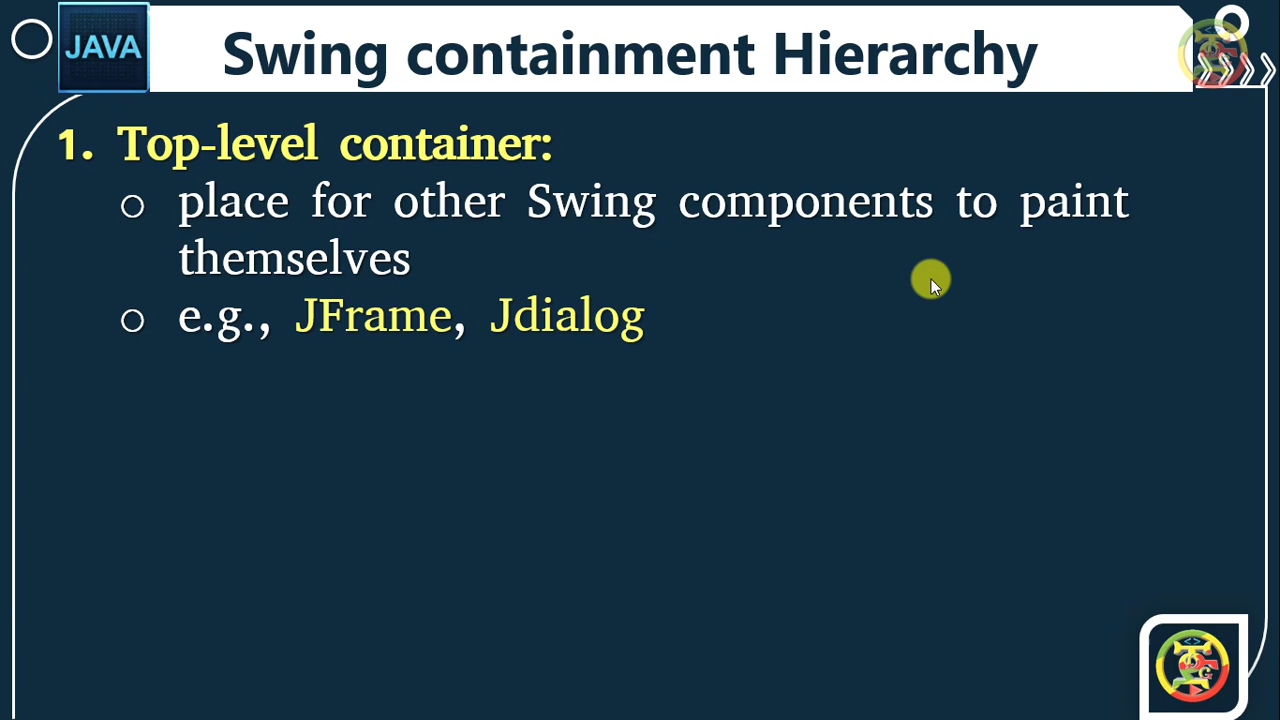 JAVA
Swing containment Hierarchy
1. Top-level container:
○ place for other Swing components to paint
themselves
○ e.g., JFrame, Jdialog